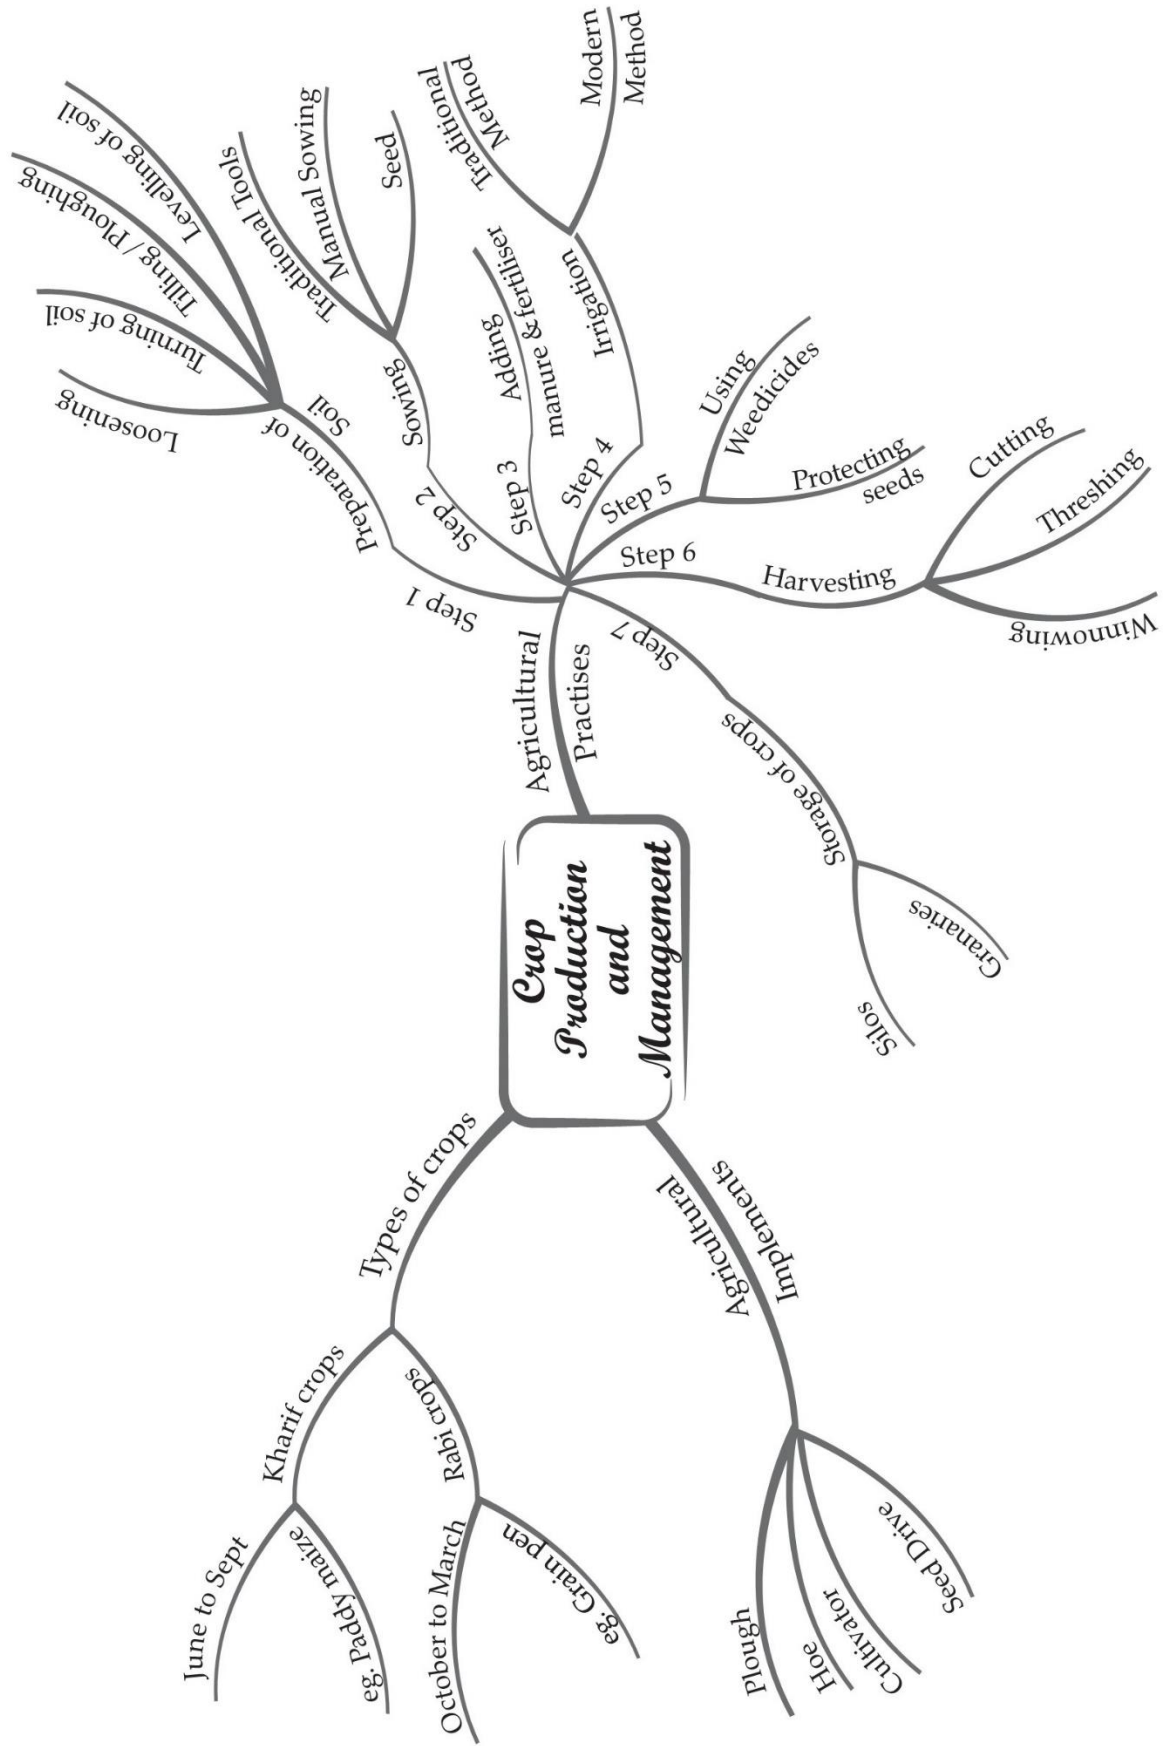 Crop
Production
and
Management
Agricultural
Practises
Step 1
Preparation of
Soil
Loosening
Turning of soil
Tilling / Ploughing
Levelling of soil
Step 2
Sowing
Traditional Tools
Manual Sowing
Seed
Step 3
Adding
manure & fertiliser
Step 4
Irrigation
Traditional
Method
Modern
Method
Step 5
Using
Weedicides
Protecting
seeds
Step 6
Harvesting
Cutting
Threshing
Winnowing
Step 7
Storage of crops
Granaries
Silos
Types of crops
Kharif crops
June to Sept
eg. Paddy maize
Rabi crops
October to March
eg. Grain pen
Agricultural
Implements
Plough
Hoe
Cultivator
Seed Drive